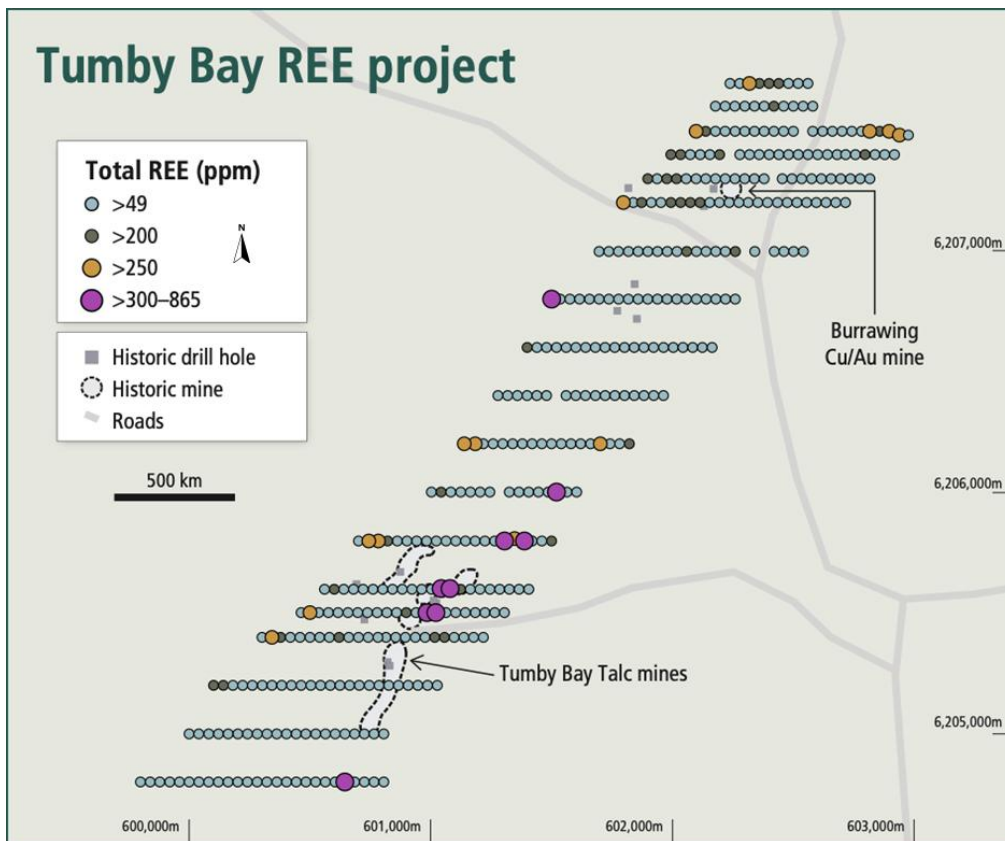 Tumby Bay REE project
Total REE (ppm)
>49
>200
>250
>300–865
N
Historic drill hole
Historic mine
Roads
500 km
6,207,000m
Burrawing
Cu/Au mine
6,206,000m
Tumby Bay Talc mines
6,205,000m
600,000m
601,000m
602,000m
603,000m